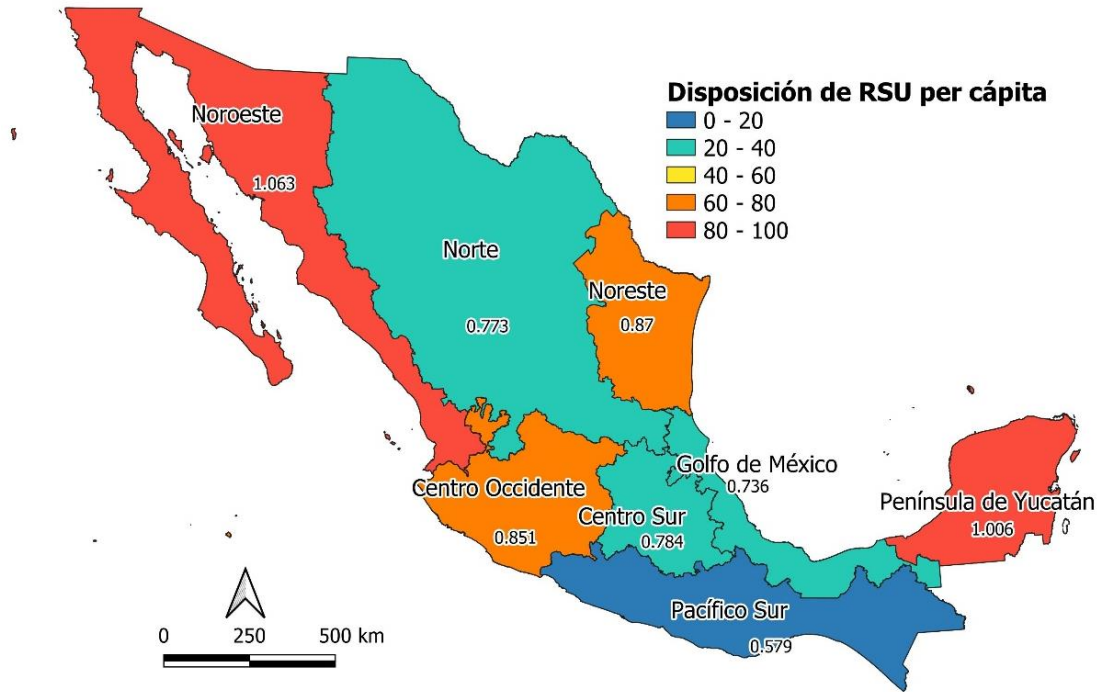 Disposición de RSU per cápita
0 - 20
20 - 40
40 - 60
60 - 80
80 - 100
Noroeste
1.063
Norte
0.773
Noreste
0.87
Golfo de México
0.736
Centro Occidente
0.851
Centro Sur
0.784
Península de Yucatán
1.006
Pacífico Sur
0.579
0 250 500 km